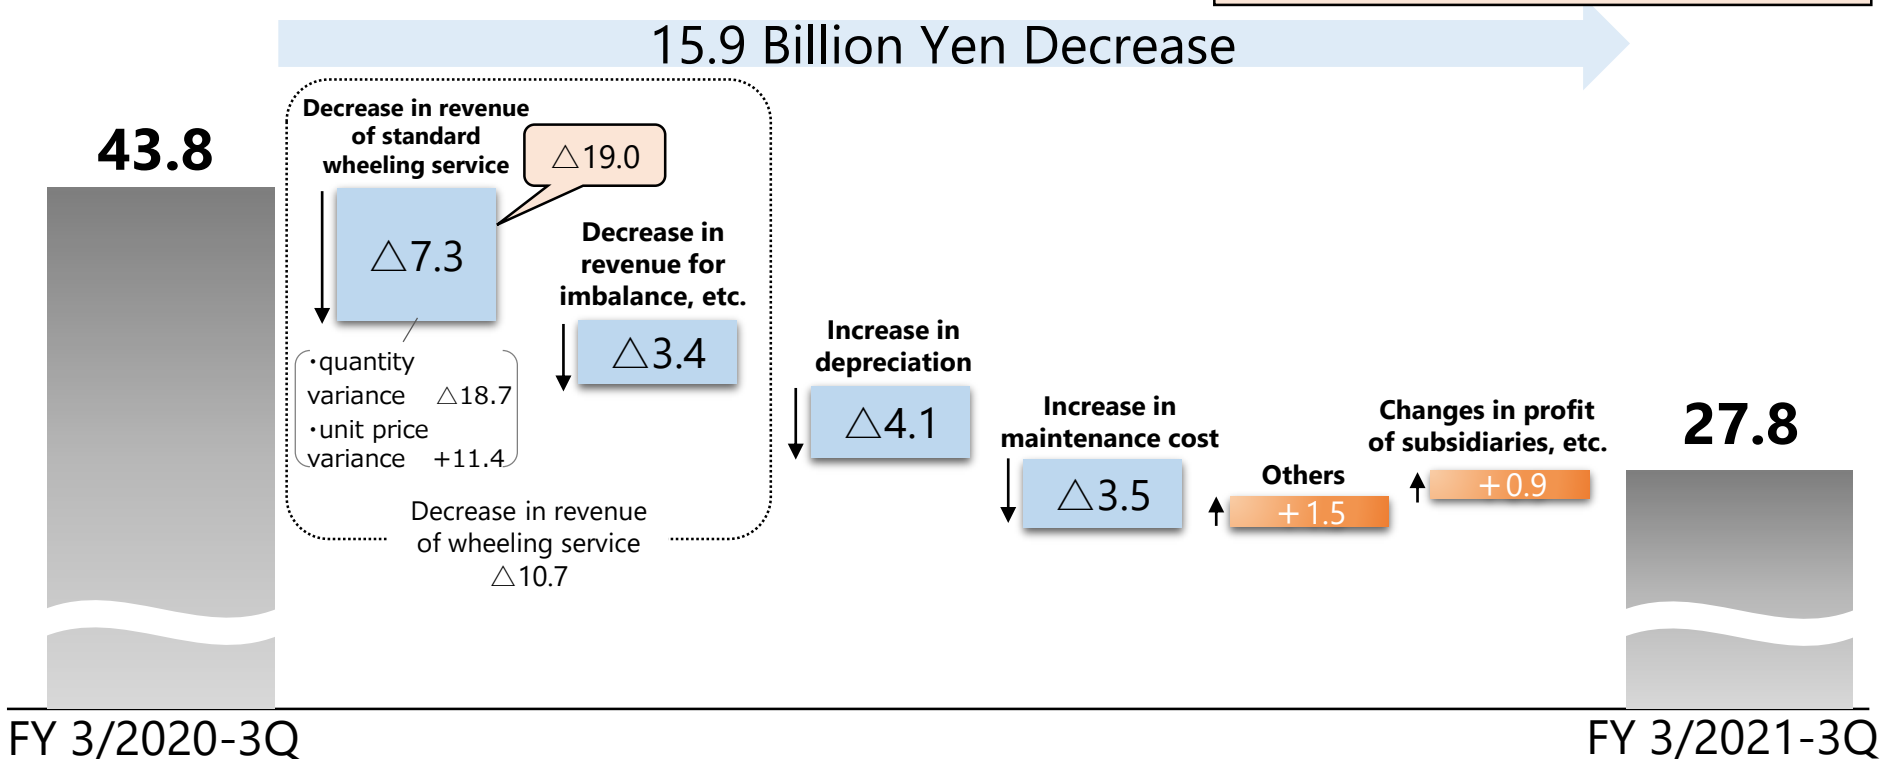 15.9 Billion Yen Decrease
43.8
Decrease in revenue
of standard
wheeling service
△19.0
△7.3
・quantity
variance △18.7
・unit price
variance +11.4
Decrease in
revenue for
imbalance, etc.
△3.4
Decrease in revenue
of wheeling service
△10.7
Increase in
depreciation
△4.1
Increase in
maintenance cost
△3.5
Others
+1.5
Changes in profit
of subsidiaries, etc.
+0.9
27.8
FY 3/2020-3Q
FY 3/2021-3Q